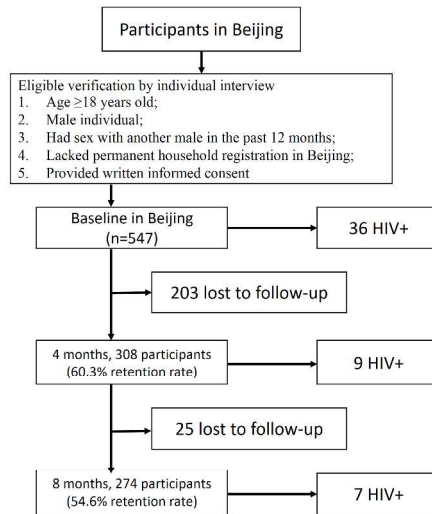 Participants in Beijing
Eligible verification by individual interview
1. Age ≥18 years old;
2. Male individual;
3. Had sex with another male in the past 12 months;
4. Lacked permanent household registration in Beijing;
5. Provided written informed consent
Baseline in Beijing
(n=547)
36 HIV+
203 lost to follow-up
4 months, 308 participants
(60.3% retention rate)
9 HIV+
25 lost to follow-up
8 months, 274 participants
(54.6% retention rate)
7 HIV+